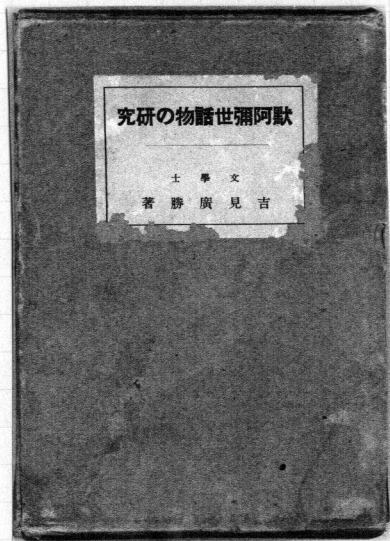 默阿彌世話物の研究
文學士
吉見廣勝著